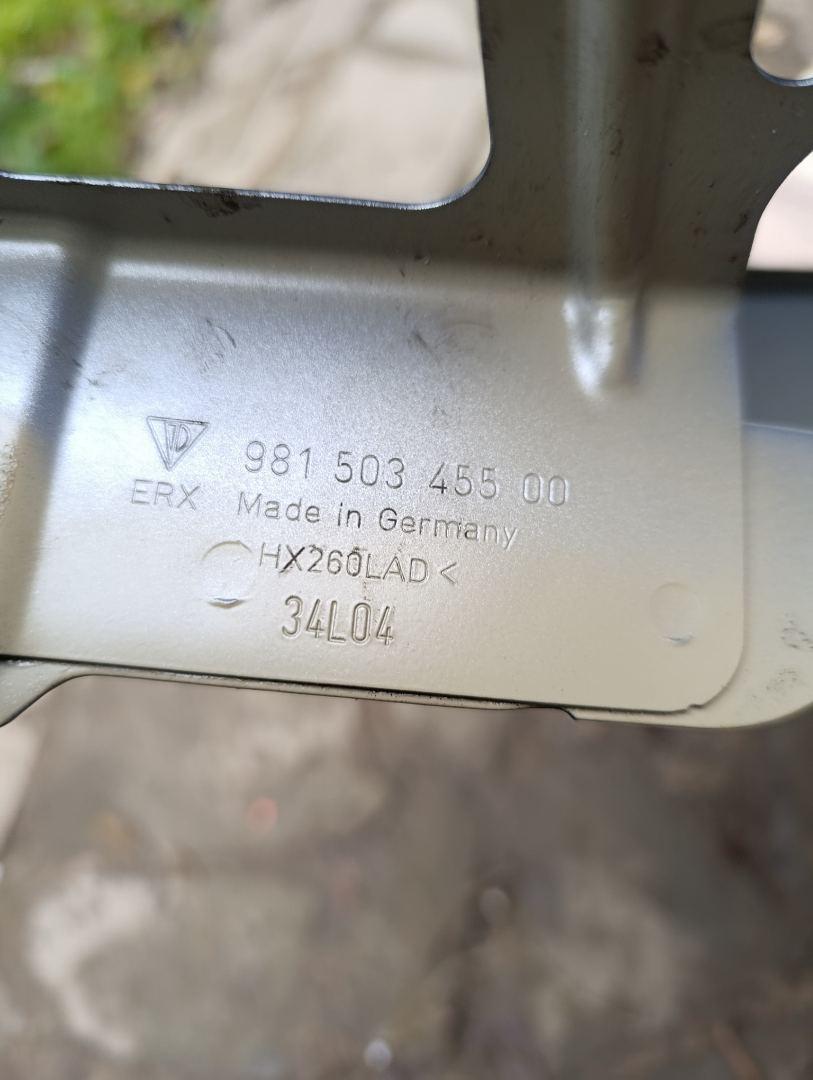 981 503 455 00
ERX Made in Germany
HX260LAD <
34L04